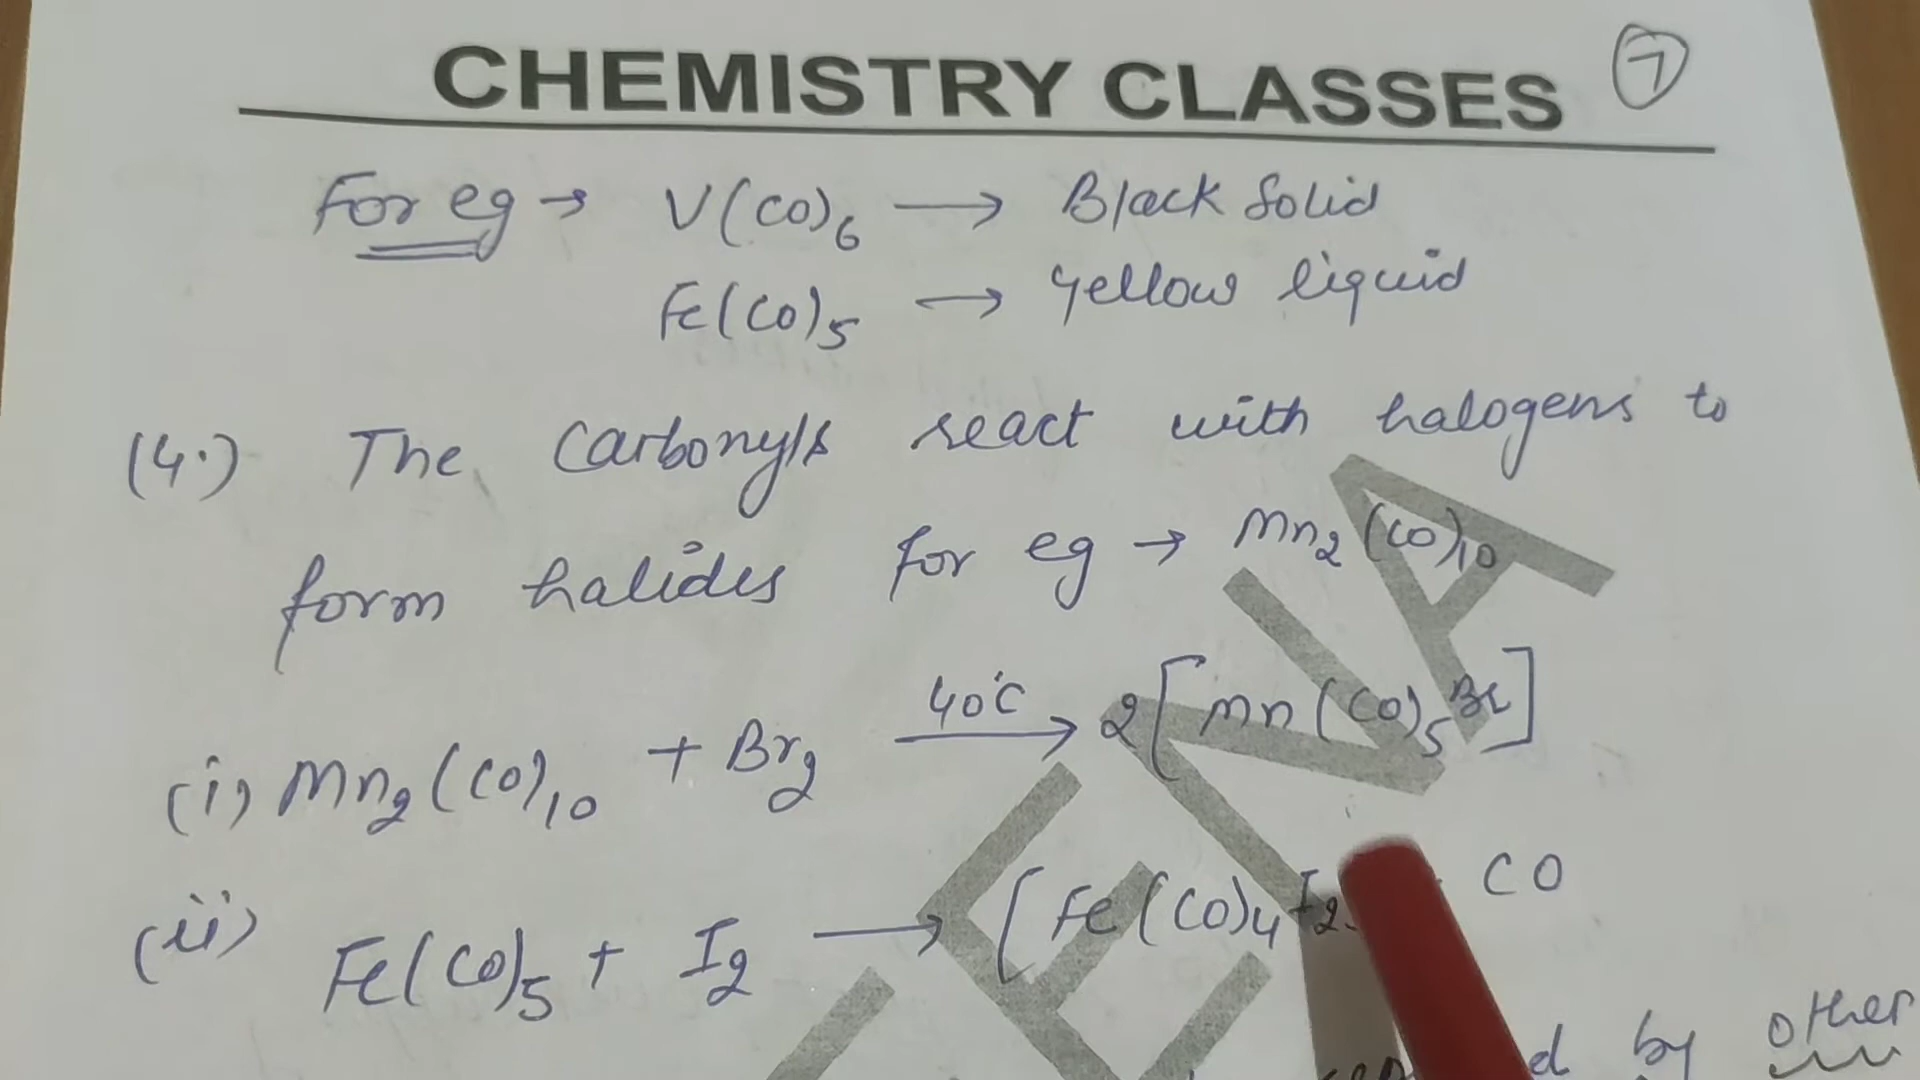 CHEMISTRY CLASSES 7
For eg → V(CO)₆ → Black Solid
Fe(CO)₅ → Yellow liquid
(4.) The Carbonyls react with halogens to
form halides for eg → Mn₂(CO)₁₀
(i) Mn₂(CO)₁₀ + Br₂ 40°C → 2[Mn(CO)₅Br]
(ii) Fe(CO)₅ + I₂ → [Fe(CO)₄I₂ CO
by other